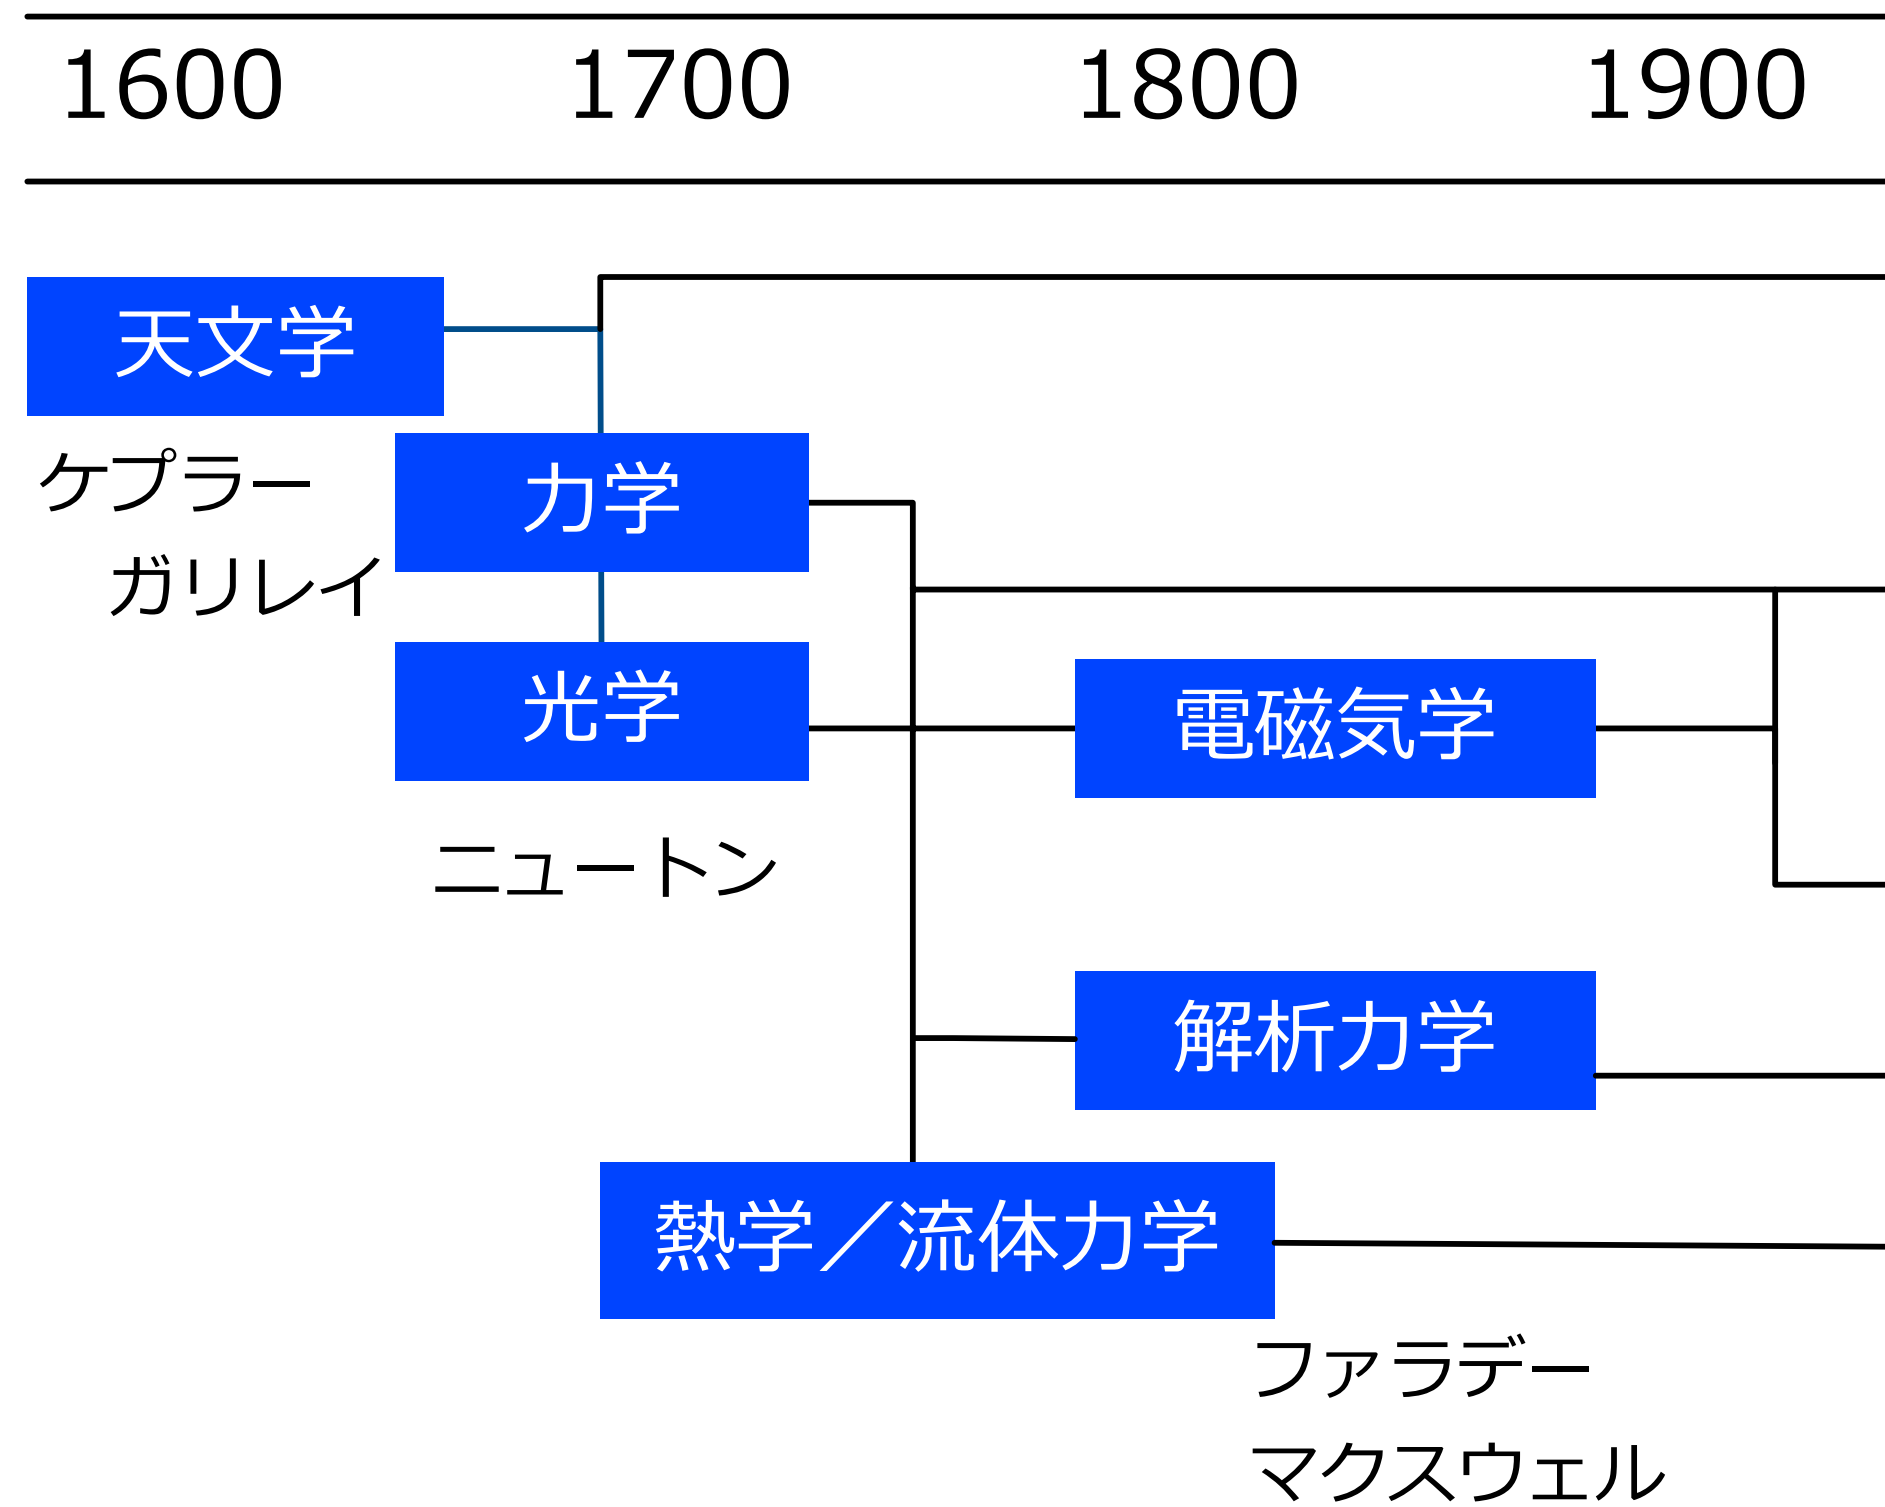 1600 1700 1800 1900
天文学
ケプラー
ガリレイ
力学
光学
ニュートン
電磁気学
解析力学
熱学／流体力学
ファラデー
マクスウェル